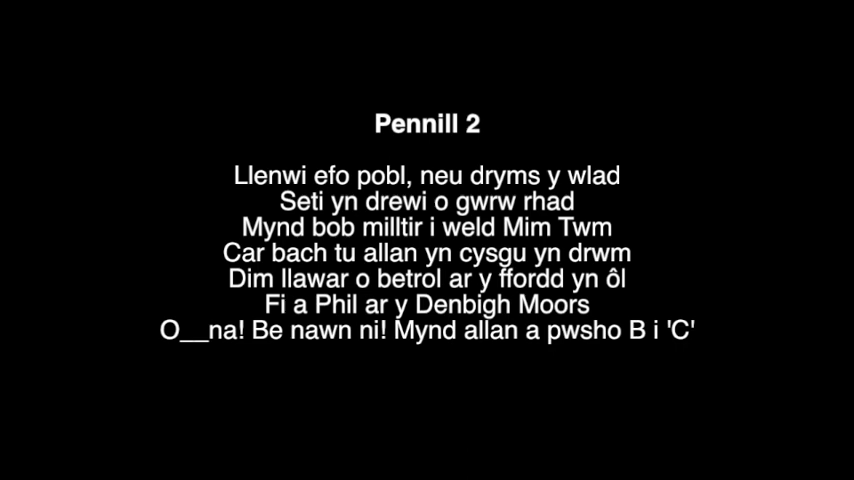 Pennill 2
Llenwi efo pobl, neu dryms y wlad
Seti yn drewi o gwrw rhad
Mynd bob milltir i weld Mim Twm
Car bach tu allan yn cysgu yn drwm
Dim llawar o betrol ar y ffordd yn ôl
Fi a Phil ar y Denbigh Moors
O__na! Be nawn ni! Mynd allan a pwsho B i 'C'